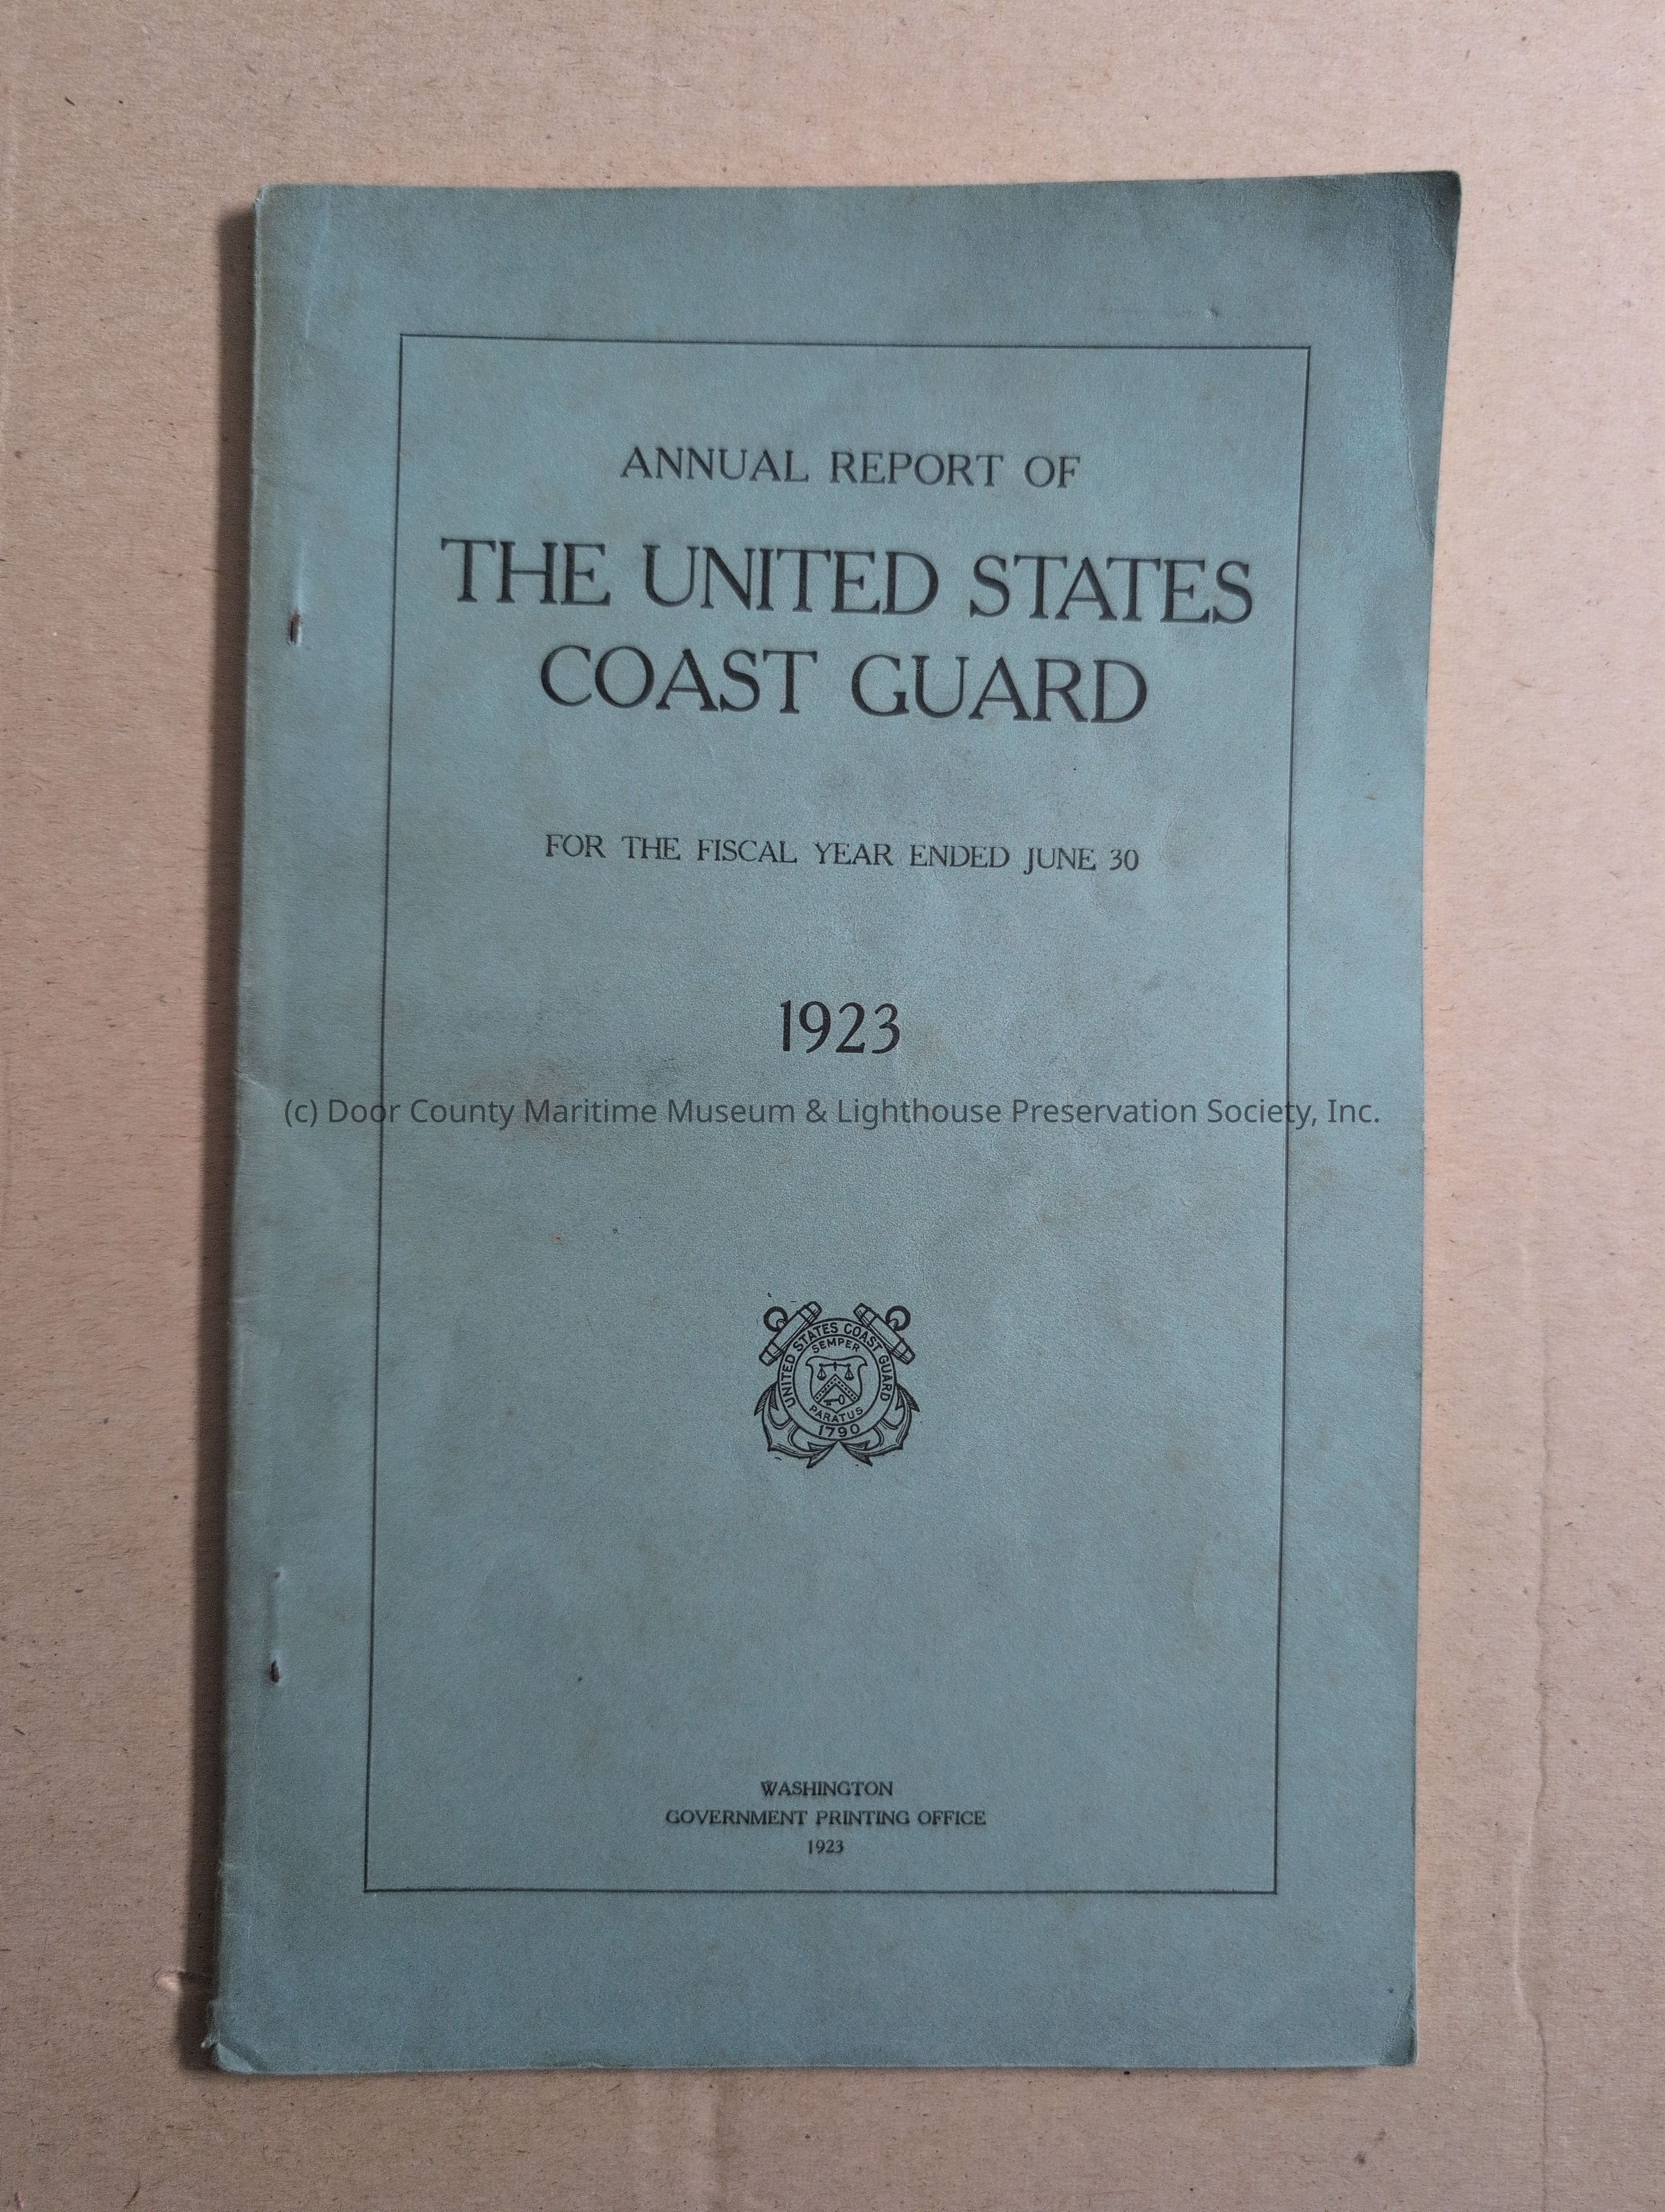 ANNUAL REPORT OF
THE UNITED STATES
COAST GUARD
FOR THE FISCAL YEAR ENDED JUNE 30
1923
(c) Door County Maritime Museum & Lighthouse Preservation Society, Inc.
UNITED STATES COAST GUARD
SEMPER
PARATUS
1790
WASHINGTON
GOVERNMENT PRINTING OFFICE
1923